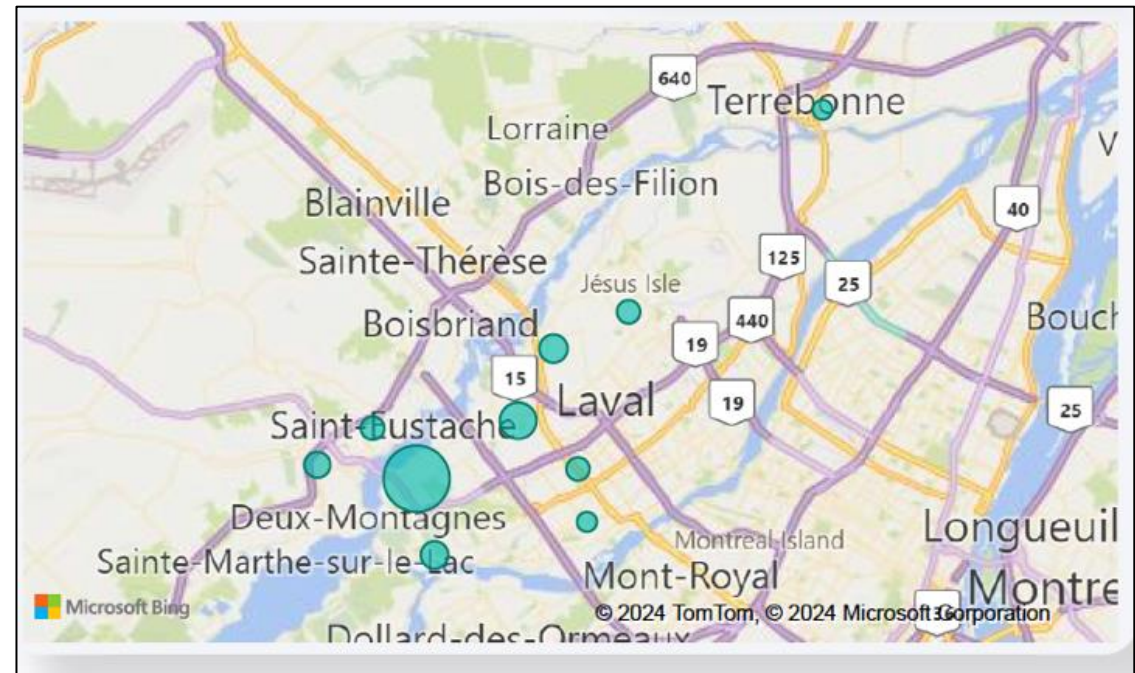 640
Terrebonne
Lorraine
Bois-des-Filion
Blainville
40
Sainte-Thérèse
125
Jésus Isle
25
Boisbriand
440
19
15
Laval
19
25
Saint-Eustache
Deux-Montagnes
Longueuil
Montreal Island
Sainte-Marthe-sur-le-Lac
Mont-Royal
Microsoft Bing
© 2024 TomTom, © 2024 Microsoft Corporation
Dollard-des-Ormeaux